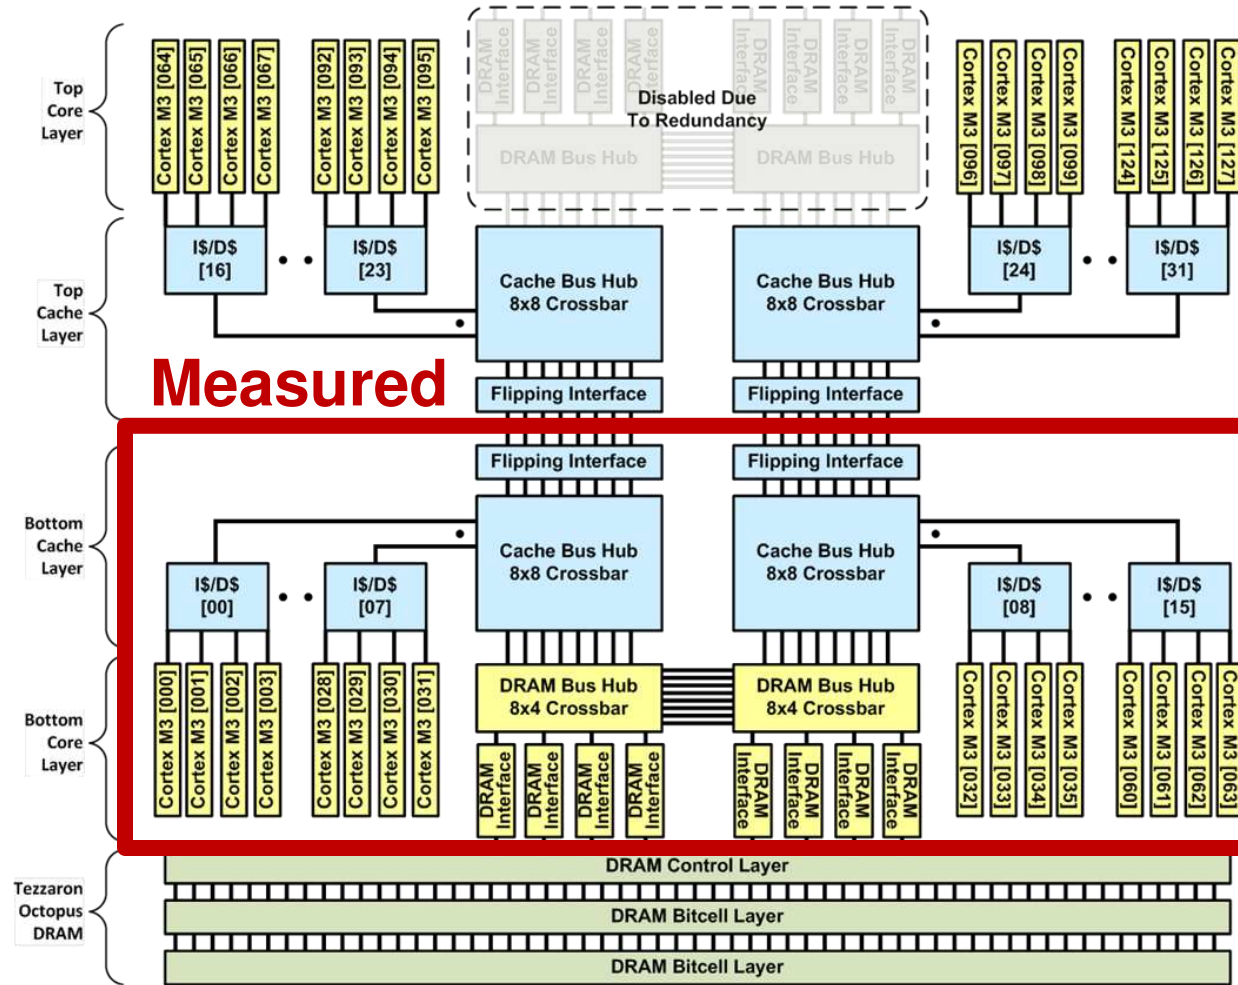 Top
Core
Layer
Cortex M3 [064]
Cortex M3 [065]
Cortex M3 [066]
Cortex M3 [067]
Cortex M3 [092]
Cortex M3 [093]
Cortex M3 [094]
Cortex M3 [095]
DRAM
Interface
DRAM
Interface
DRAM
Interface
DRAM
Interface
DRAM
Interface
DRAM
Interface
DRAM
Interface
DRAM
Interface
Disabled Due
To Redundancy
DRAM Bus Hub
DRAM Bus Hub
Cortex M3 [096]
Cortex M3 [097]
Cortex M3 [098]
Cortex M3 [099]
Cortex M3 [124]
Cortex M3 [125]
Cortex M3 [126]
Cortex M3 [127]
Top
Cache
Layer
I$/D$
[16]
I$/D$
[23]
Cache Bus Hub
8x8 Crossbar
Cache Bus Hub
8x8 Crossbar
I$/D$
[24]
I$/D$
[31]
Flipping Interface
Flipping Interface
Measured
Flipping Interface
Flipping Interface
Bottom
Cache
Layer
Cache Bus Hub
8x8 Crossbar
Cache Bus Hub
8x8 Crossbar
I$/D$
[00]
I$/D$
[07]
I$/D$
[08]
I$/D$
[15]
Bottom
Core
Layer
Cortex M3 [000]
Cortex M3 [001]
Cortex M3 [002]
Cortex M3 [003]
Cortex M3 [028]
Cortex M3 [029]
Cortex M3 [030]
Cortex M3 [031]
DRAM Bus Hub
8x4 Crossbar
DRAM Bus Hub
8x4 Crossbar
DRAM
Interface
DRAM
Interface
DRAM
Interface
DRAM
Interface
DRAM
Interface
DRAM
Interface
DRAM
Interface
DRAM
Interface
Cortex M3 [032]
Cortex M3 [033]
Cortex M3 [034]
Cortex M3 [035]
Cortex M3 [060]
Cortex M3 [061]
Cortex M3 [062]
Cortex M3 [063]
Tezzaron
Octopus
DRAM
DRAM Control Layer
DRAM Bitcell Layer
DRAM Bitcell Layer